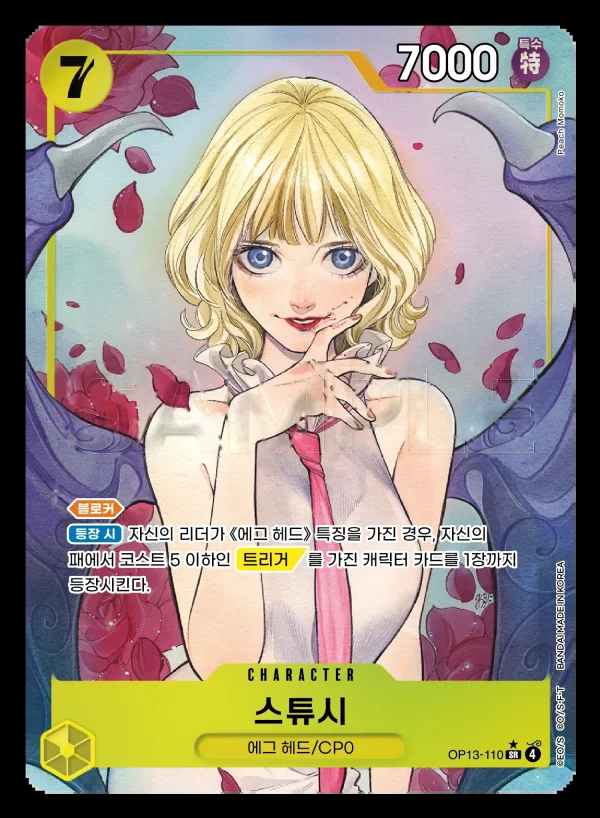 7
7000
특수
特
Peach Momoko
SAMPLE
블로커
등장 시 자신의 리더가 《에그 헤드》 특징을 가진 경우, 자신의
패에서 코스트 5 이하인 트리거 를 가진 캐릭터 카드를 1장까지
등장시킨다.
CHARACTER
스튜시
에그 헤드/CP0
OP13-110 ★ SR 4
©EO/S ©O/S·F·T BANDAI MADE IN KOREA